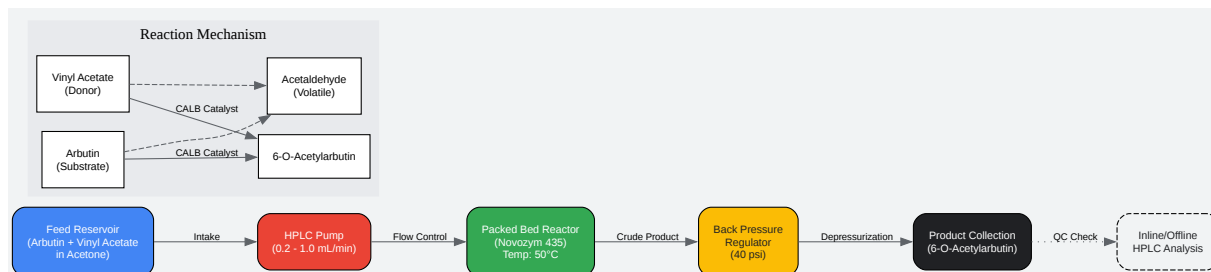 Reaction Mechanism
Vinyl Acetate
(Donor)
Acetaldehyde
(Volatile)
CALB Catalyst
Arbutin
(Substrate)
CALB Catalyst
6-O-Acetylarbutin
Feed Reservoir
(Arbutin + Vinyl Acetate
in Acetone)
Intake
HPLC Pump
(0.2 - 1.0 mL/min)
Flow Control
Packed Bed Reactor
(Novozym 435)
Temp: 50°C
Crude Product
Back Pressure
Regulator
(40 psi)
Depressurization
Product Collection
(6-O-Acetylarbutin)
QC Check
Inline/Offline
HPLC Analysis